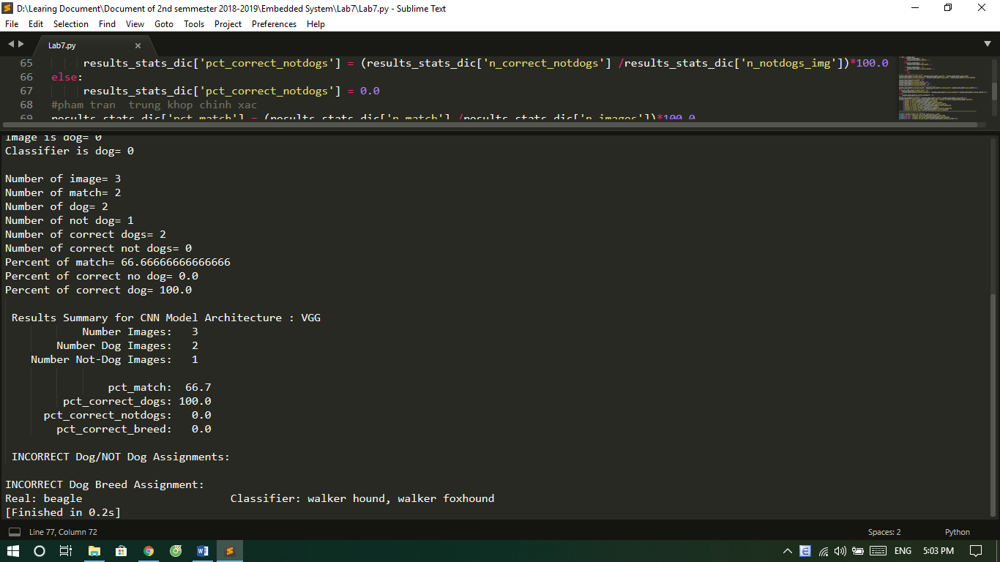 D:\Learing Document\Document of 2nd semmester 2018-2019\Embedded System\Lab7\Lab7.py - Sublime Text
File Edit Selection Find View Goto Tools Project Preferences Help
Lab7.py
65 results_stats_dic['pct_correct_notdogs'] = (results_stats_dic['n_correct_notdogs'] /results_stats_dic['n_notdogs_img'])*100.0
66 else:
67 results_stats_dic['pct_correct_notdogs'] = 0.0
68 #pham tran trung khop chinh xac
69 results_stats_dic['pct_match'] = (results_stats_dic['n_match'] /results_stats_dic['n_images'])*100.0
Image is dog= 0
Classifier is dog= 0
Number of image= 3
Number of match= 2
Number of dog= 2
Number of not dog= 1
Number of correct dogs= 2
Number of correct not dogs= 0
Percent of match= 66.66666666666666
Percent of correct no dog= 0.0
Percent of correct dog= 100.0
Results Summary for CNN Model Architecture : VGG
Number Images: 3
Number Dog Images: 2
Number Not-Dog Images: 1
pct_match: 66.7
pct_correct_dogs: 100.0
pct_correct_notdogs: 0.0
pct_correct_breed: 0.0
INCORRECT Dog/NOT Dog Assignments:
INCORRECT Dog Breed Assignment:
Real: beagle Classifier: walker hound, walker foxhound
[Finished in 0.2s]
Line 77, Column 72 Spaces: 2 Python
ENG 5:03 PM